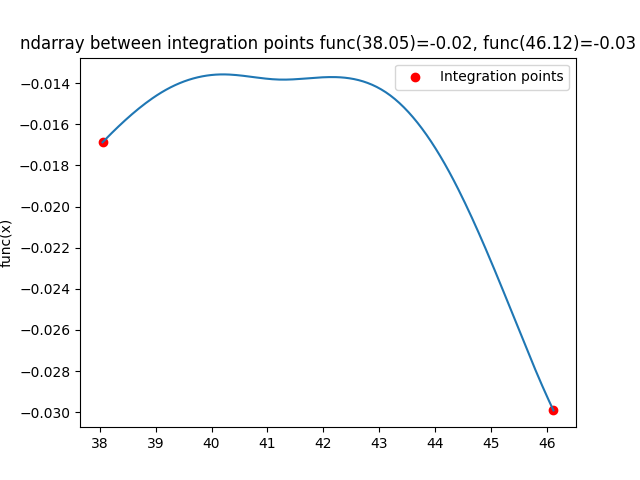 ndarray between integration points func(38.05)=-0.02, func(46.12)=-0.03
Integration points
−0.014
−0.016
−0.018
−0.020
−0.022
−0.024
−0.026
−0.028
−0.030
func(x)
38 39 40 41 42 43 44 45 46